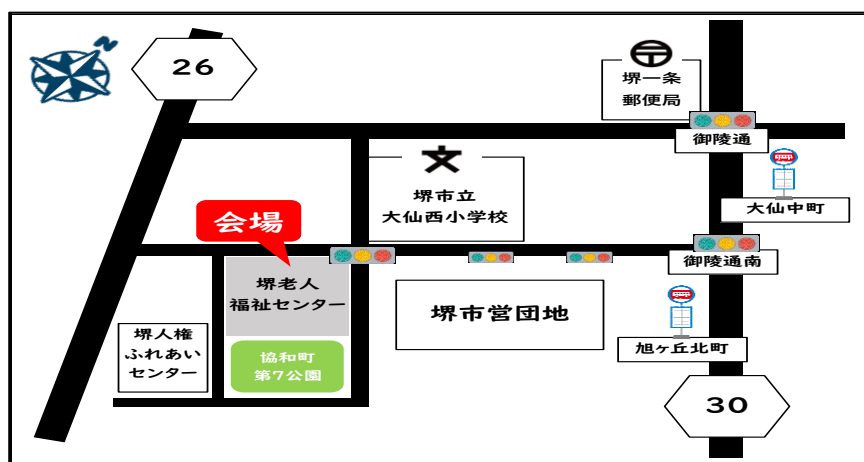 N
26
堺一条
郵便局
御陵通
文
堺市立
大仙西小学校
大仙中町
会場
御陵通南
堺老人
福祉センター
堺市営団地
堺人権
ふれあい
センター
協和町
第7公園
旭ヶ丘北町
30